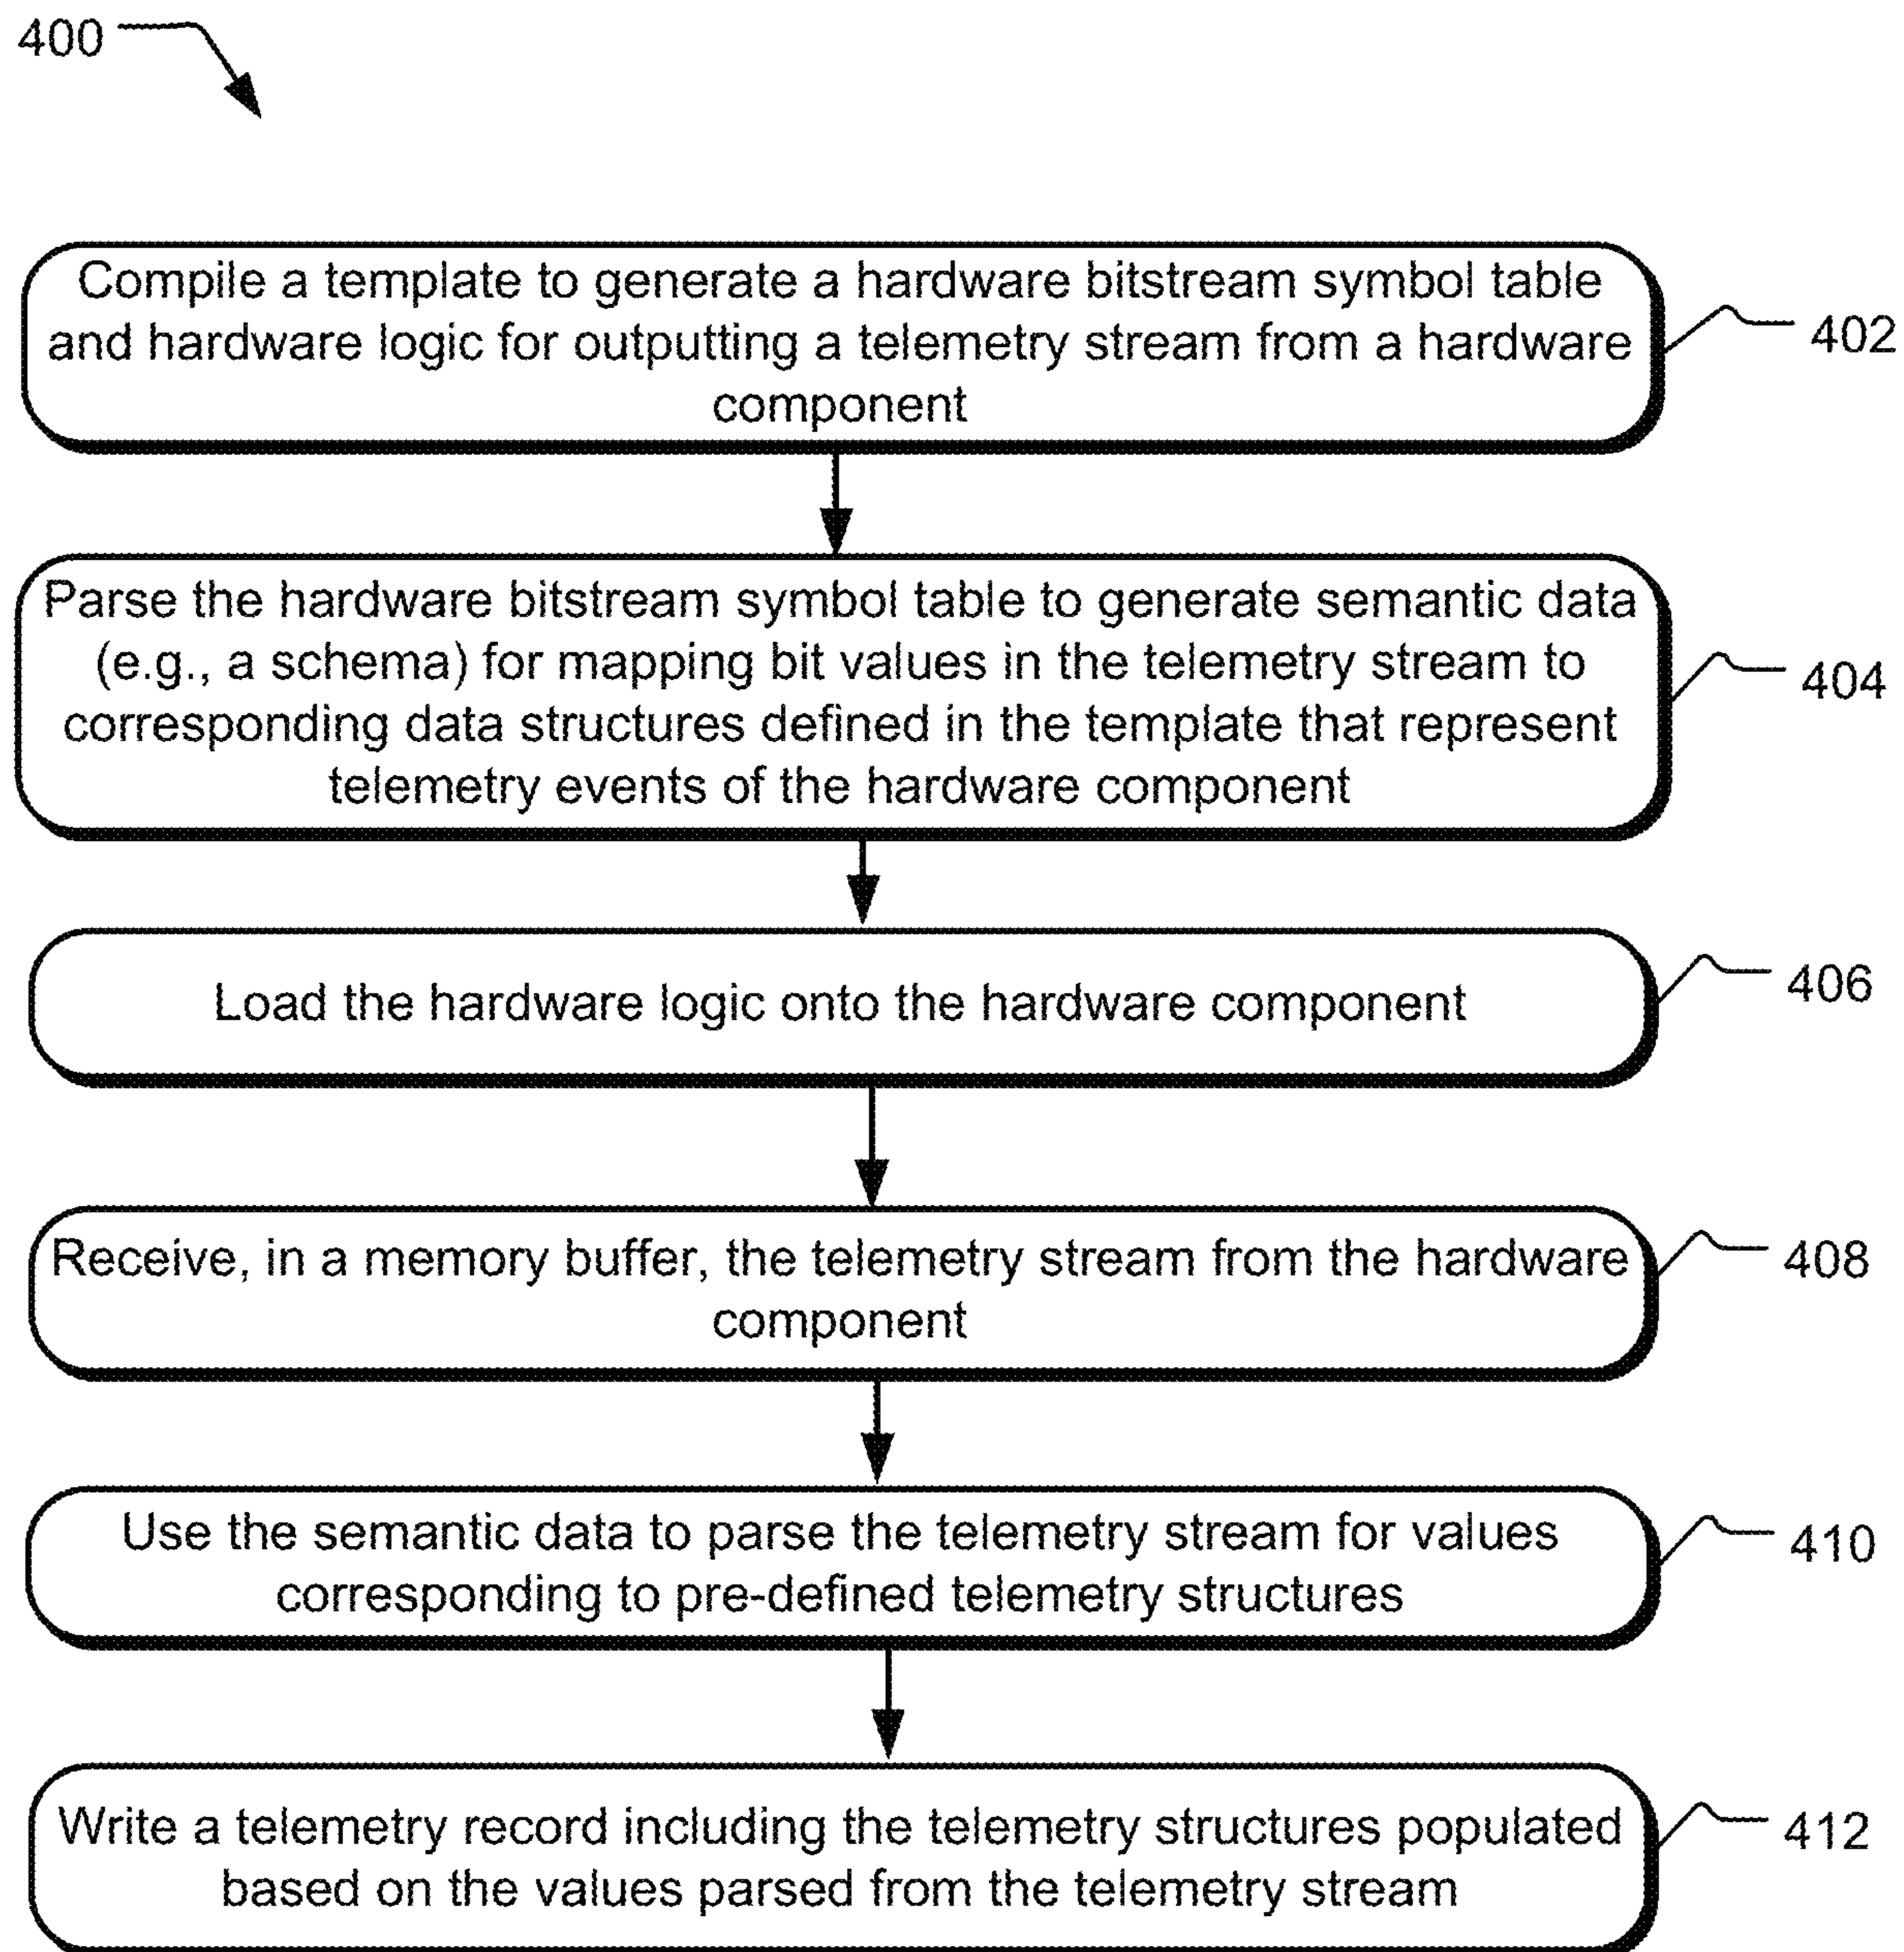 400
Compile a template to generate a hardware bitstream symbol table
and hardware logic for outputting a telemetry stream from a hardware
component
402
Parse the hardware bitstream symbol table to generate semantic data
(e.g., a schema) for mapping bit values in the telemetry stream to
corresponding data structures defined in the template that represent
telemetry events of the hardware component
404
Load the hardware logic onto the hardware component
406
Receive, in a memory buffer, the telemetry stream from the hardware
component
408
Use the semantic data to parse the telemetry stream for values
corresponding to pre-defined telemetry structures
410
Write a telemetry record including the telemetry structures populated
based on the values parsed from the telemetry stream
412